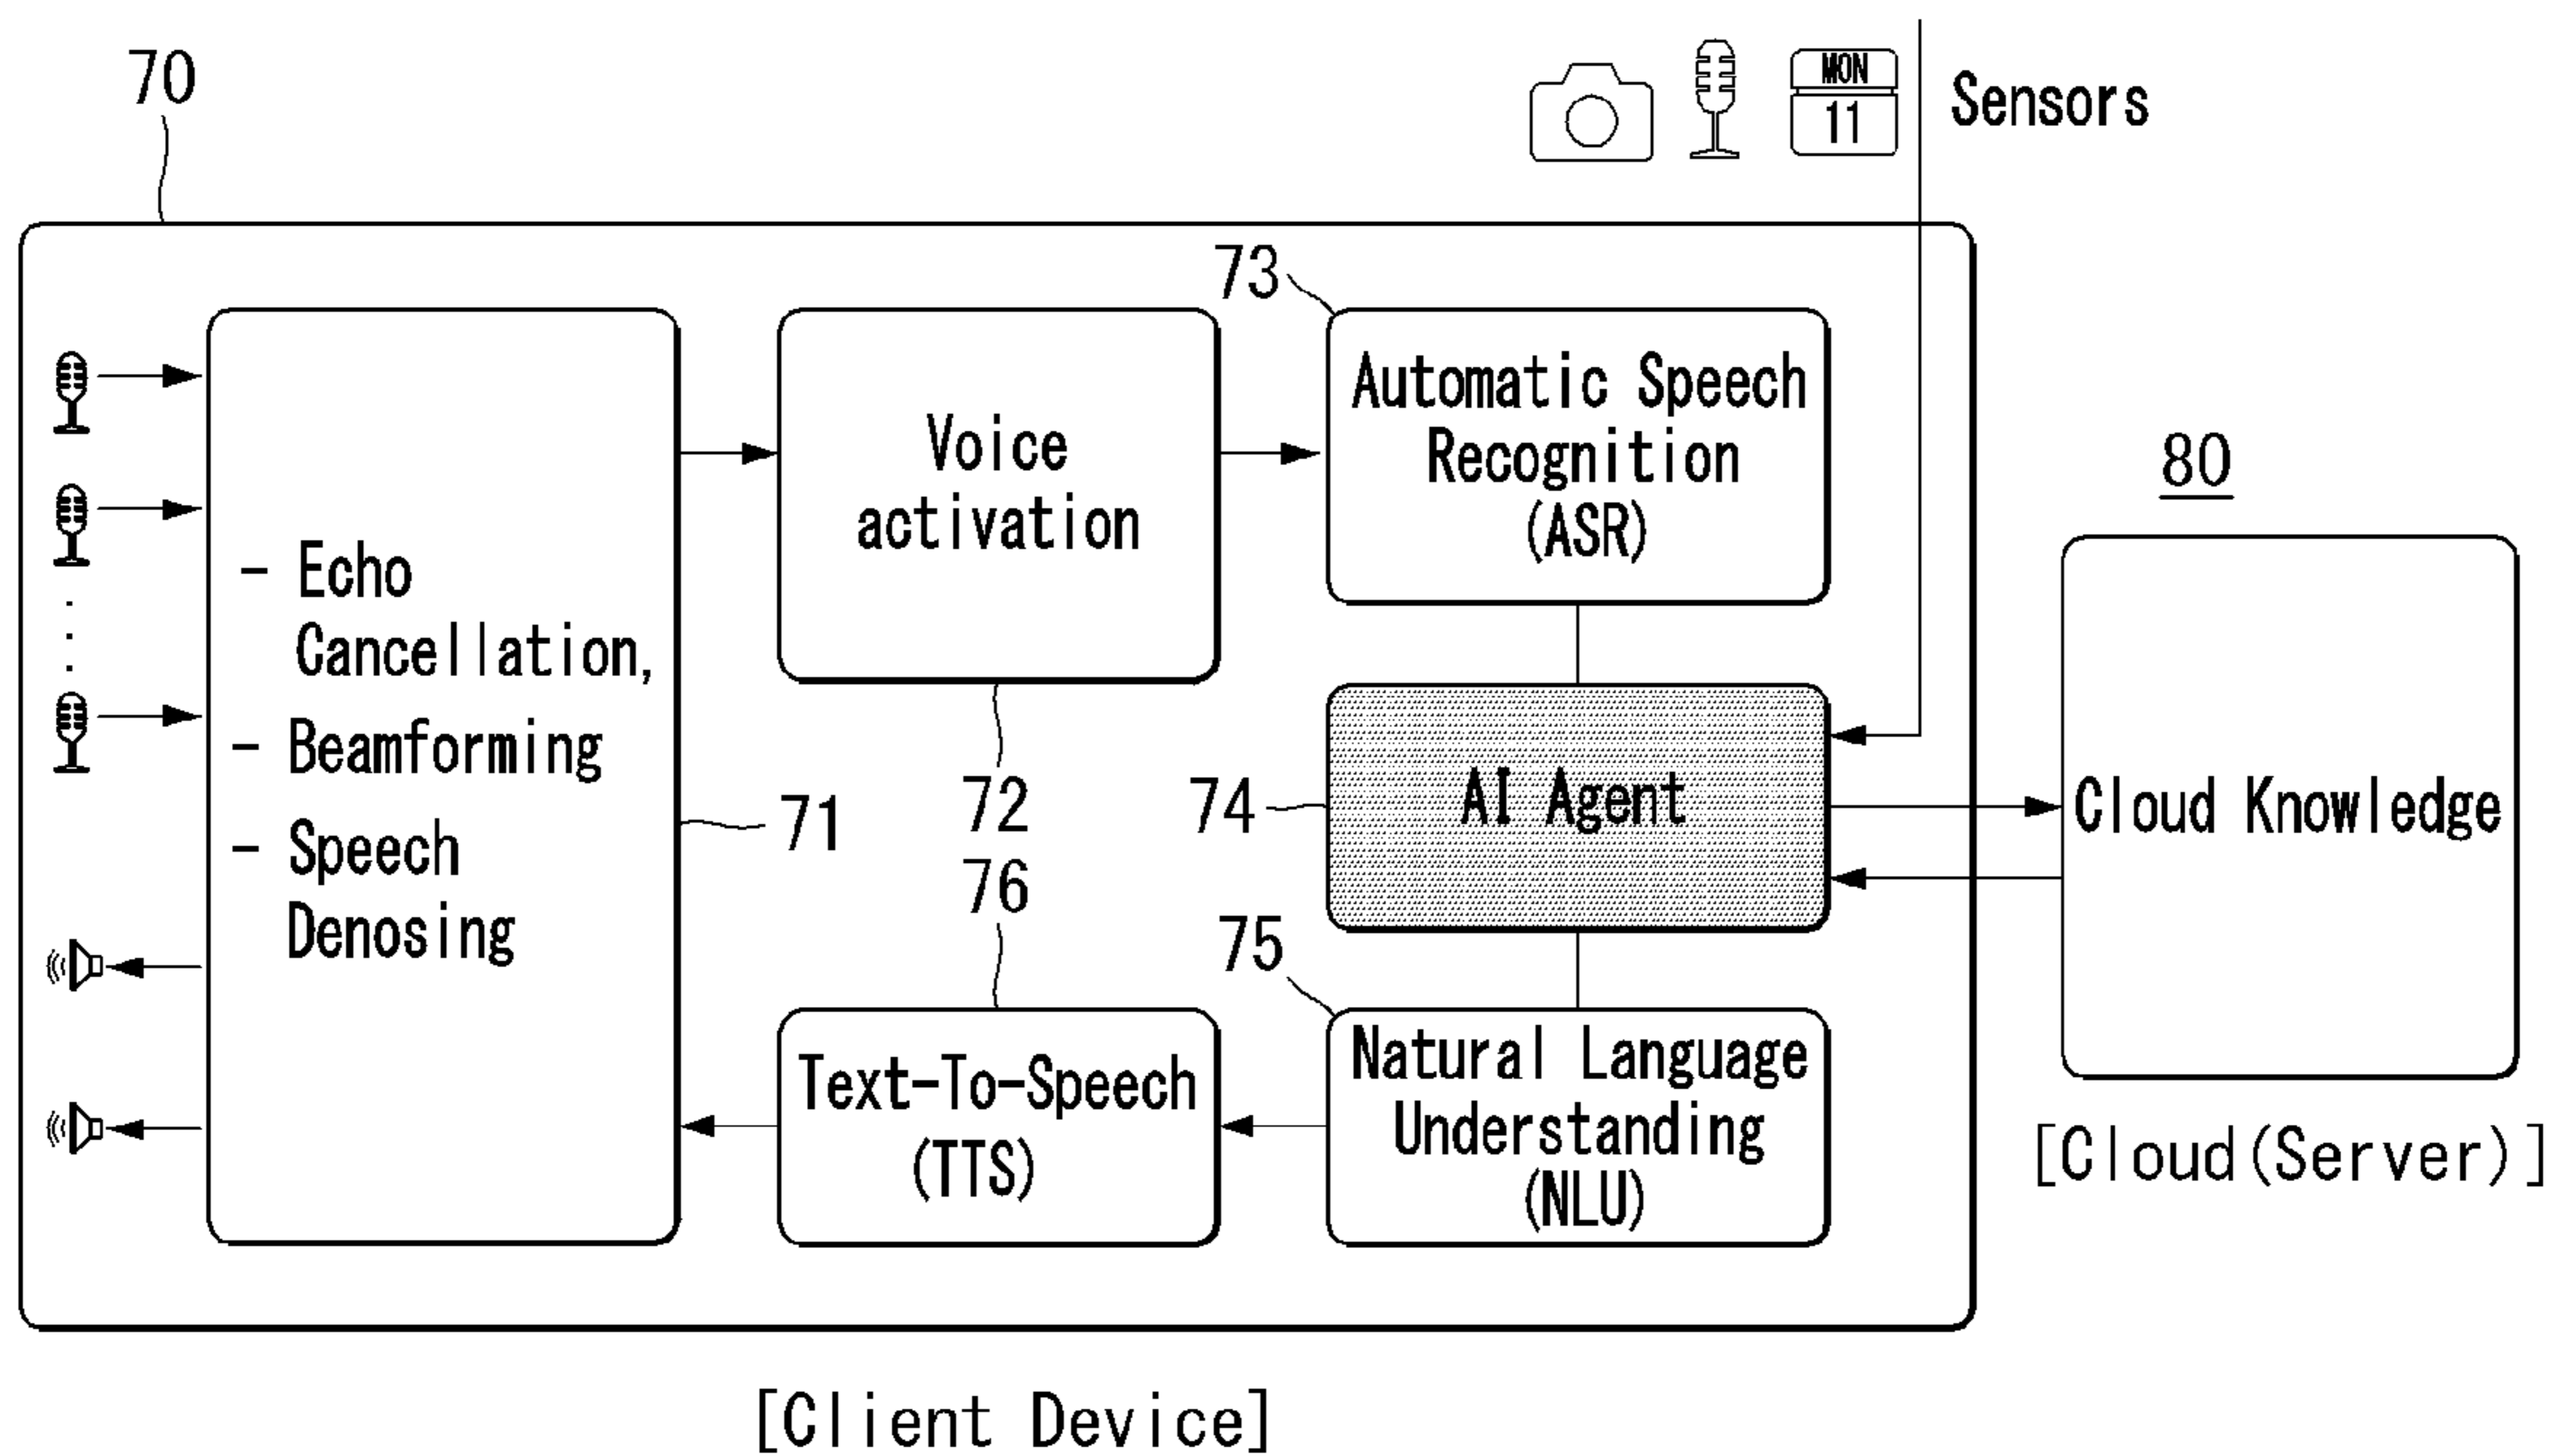 70
MON
11
Sensors
73
Automatic Speech
Recognition
(ASR)
Voice
activation
80
- Echo
Cancellation,
- Beamforming
- Speech
Denosing
71
72
76
74
AI Agent
Cloud Knowledge
75
Text-To-Speech
(TTS)
Natural Language
Understanding
(NLU)
[Cloud(Server)]
[Client Device]